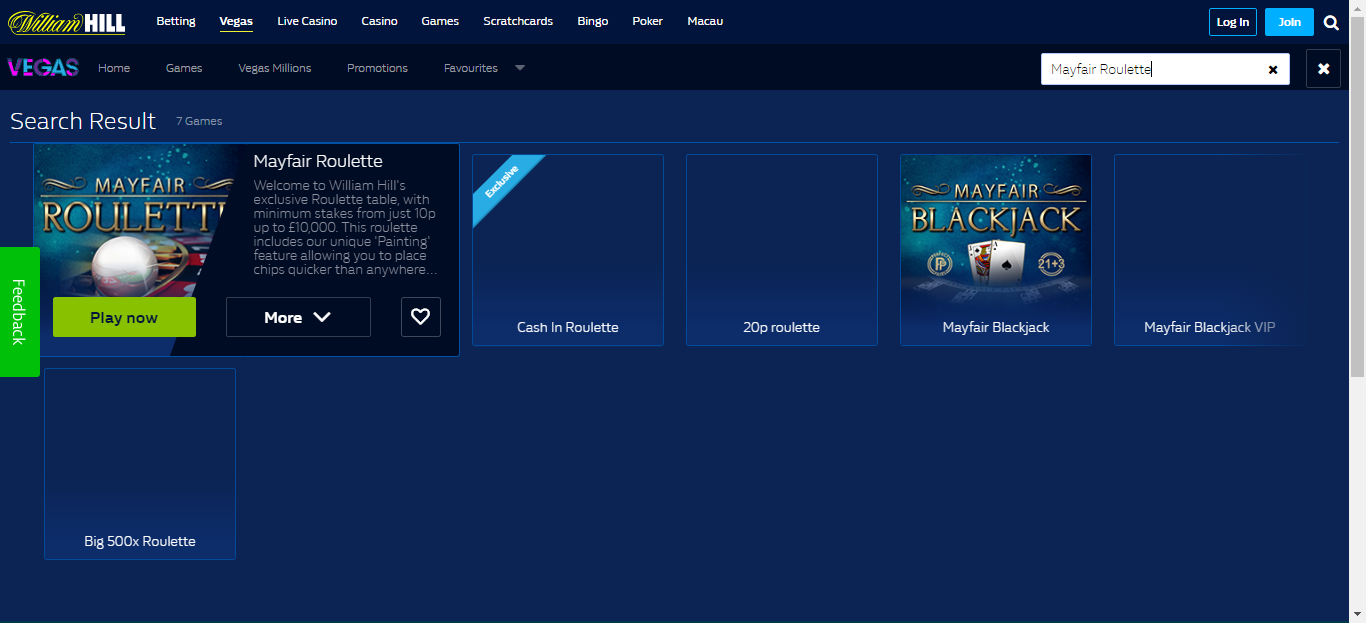 William HILL
Betting
Vegas
Live Casino
Casino
Games
Scratchcards
Bingo
Poker
Macau
Log In
Join
VEGAS
Home
Games
Vegas Millions
Promotions
Favourites
Mayfair Roulette
Search Result
7 Games
MAYFAIR
ROULETT
Mayfair Roulette
Welcome to William Hill's
exclusive Roulette table, with
minimum stakes from just 10p
up to £10,000. This roulette
includes our unique 'Painting'
feature allowing you to place
chips quicker than anywhere...
Play now
More
Exclusive
Cash In Roulette
20p roulette
MAYFAIR
BLACKJACK
21+3
Mayfair Blackjack
Mayfair Blackjack VIP
Feedback
Big 500x Roulette